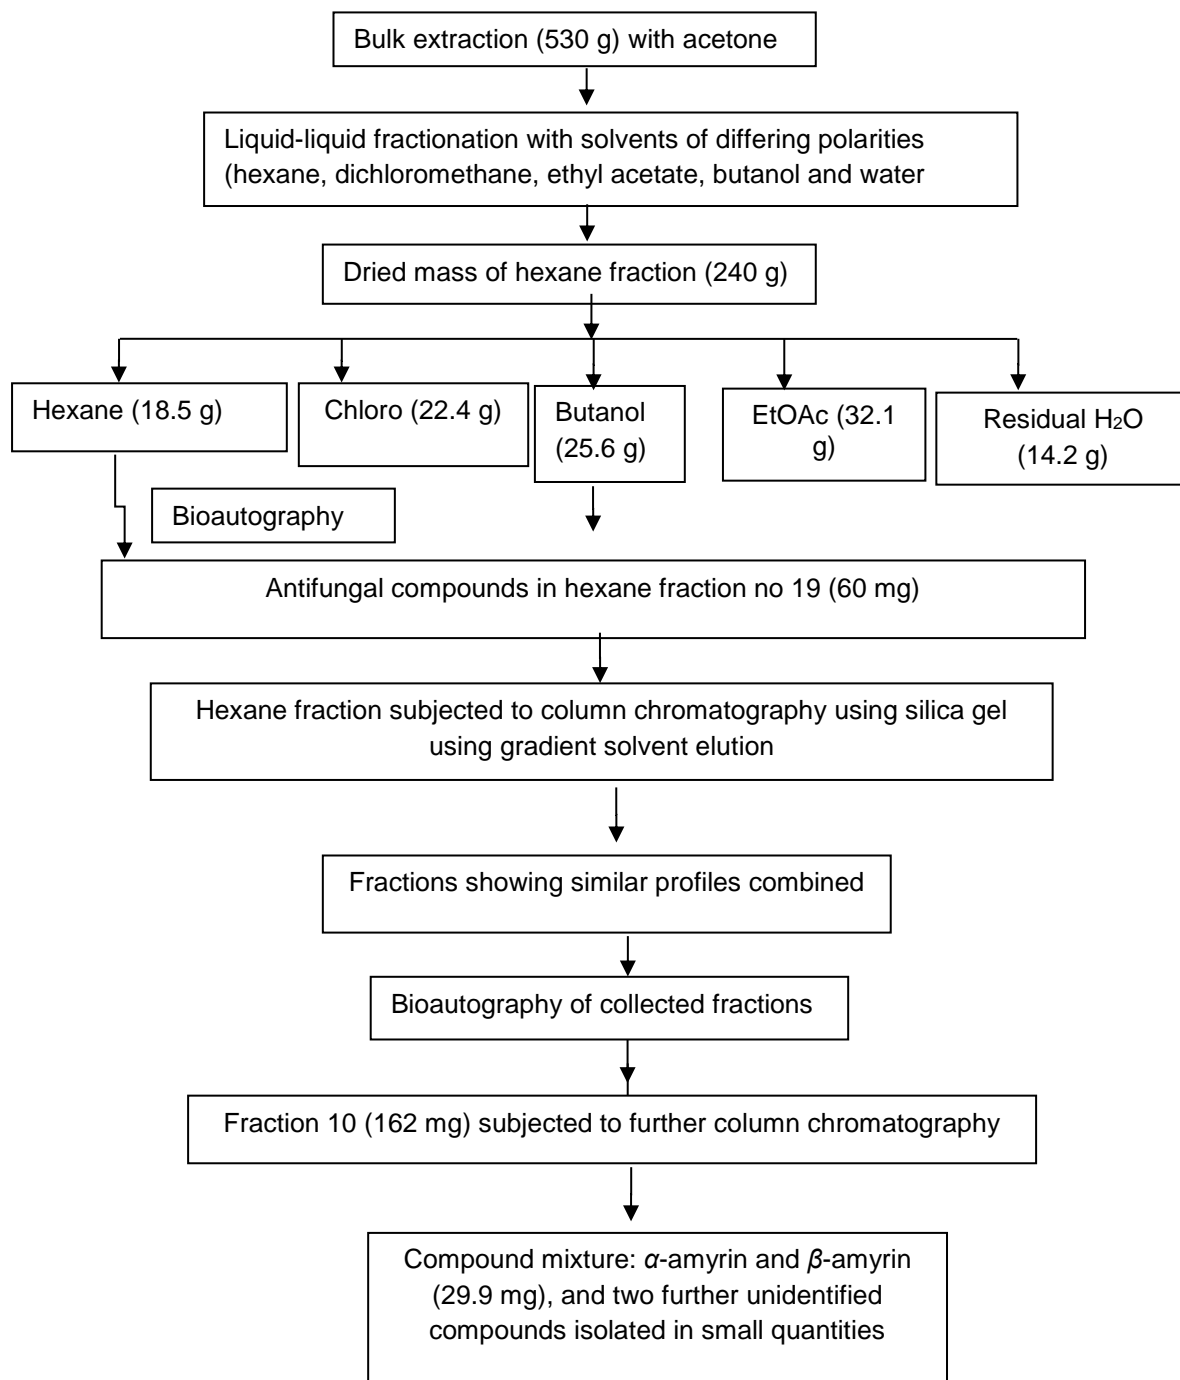 Bulk extraction (530 g) with acetone
Liquid-liquid fractionation with solvents of differing polarities
(hexane, dichloromethane, ethyl acetate, butanol and water
Dried mass of hexane fraction (240 g)
Hexane (18.5 g)
Chloro (22.4 g)
Butanol
(25.6 g)
EtOAc (32.1
g)
Residual H₂O
(14.2 g)
Bioautography
Antifungal compounds in hexane fraction no 19 (60 mg)
Hexane fraction subjected to column chromatography using silica gel
using gradient solvent elution
Fractions showing similar profiles combined
Bioautography of collected fractions
Fraction 10 (162 mg) subjected to further column chromatography
Compound mixture: α-amyrin and β-amyrin
(29.9 mg), and two further unidentified
compounds isolated in small quantities